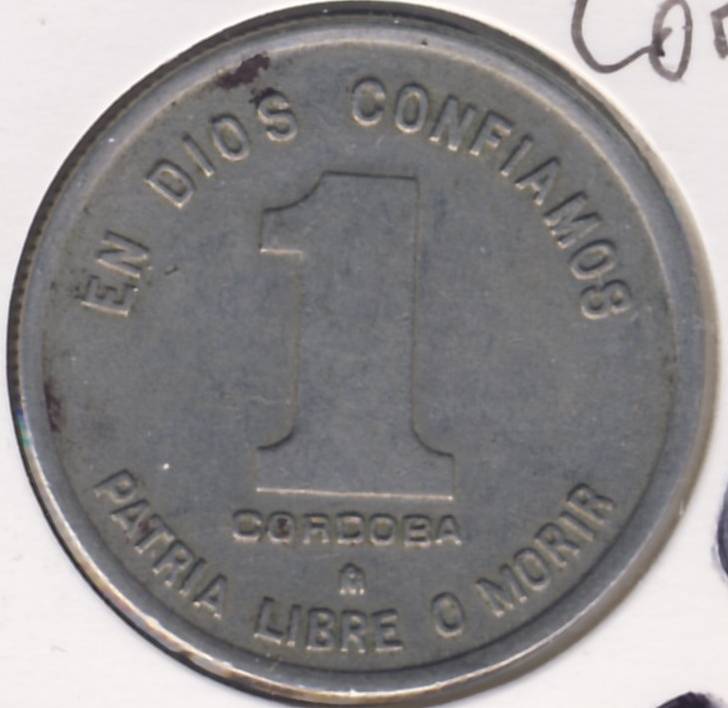 EN DIOS CONFIAMOS
1
CORDOBA
PATRIA LIBRE O MORIR